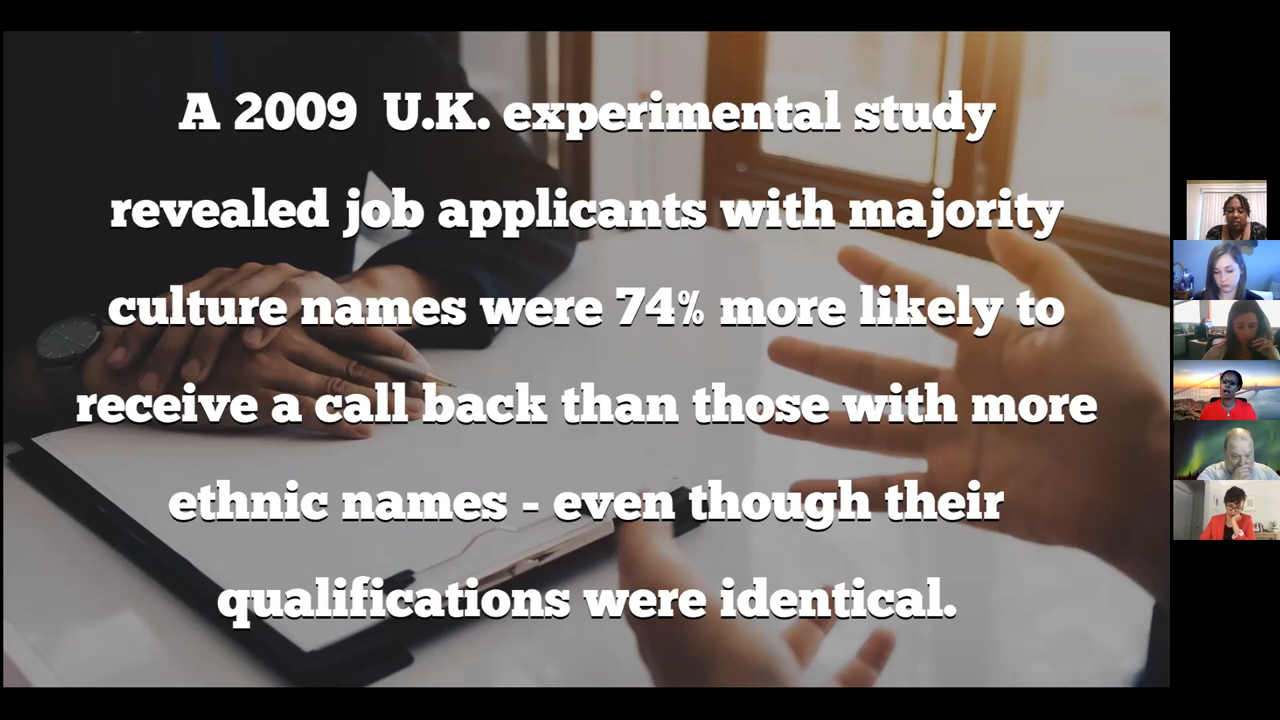 A 2009 U.K. experimental study
revealed job applicants with majority
culture names were 74% more likely to
receive a call back than those with more
ethnic names - even though their
qualifications were identical.